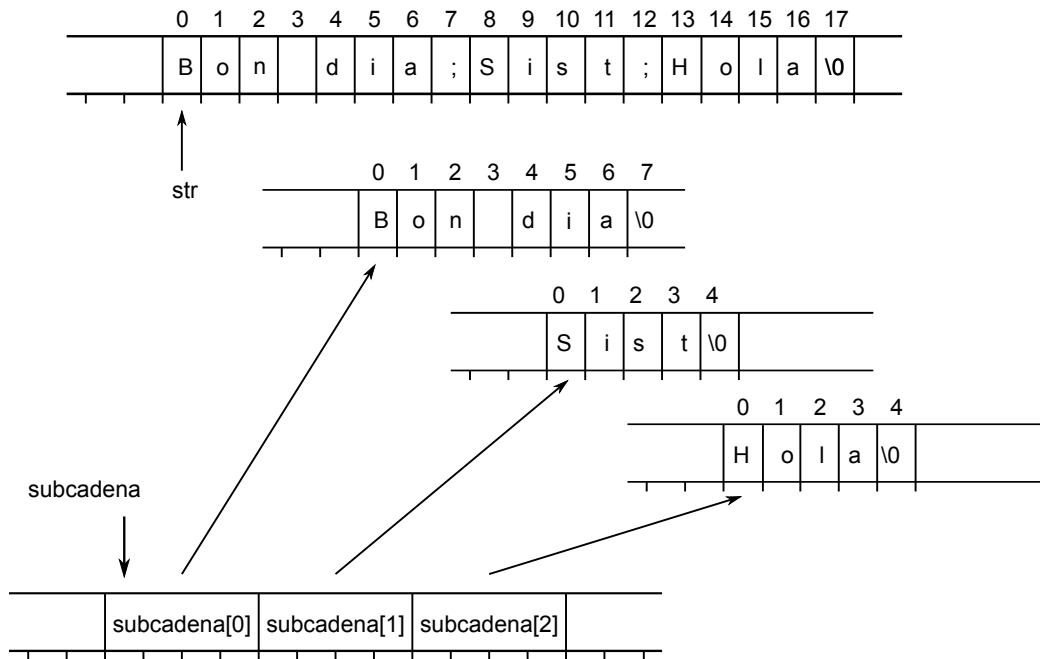 0 1 2 3 4 5 6 7 8 9 10 11 12 13 14 15 16 17
B o n d i a ; S i s t ; H o l a \0
str
0 1 2 3 4 5 6 7
B o n d i a \0
0 1 2 3 4
S i s t \0
0 1 2 3 4
H o l a \0
subcadena
subcadena[0] subcadena[1] subcadena[2]